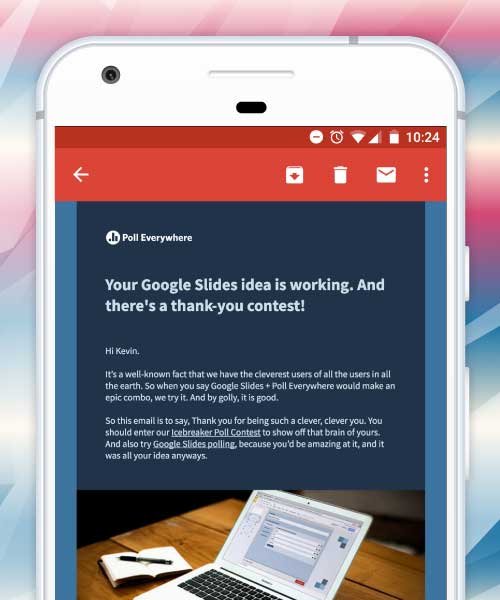 10:24
Poll Everywhere
Your Google Slides idea is working. And
there's a thank-you contest!
Hi Kevin.
It's a well-known fact that we have the cleverest users of all the users in all
the earth. So when you say Google Slides + Poll Everywhere would make an
epic combo, we try it. And by golly, it is good.
So this email is to say, Thank you for being such a clever, clever you. You
should enter our Icebreaker Poll Contest to show off that brain of yours.
And also try Google Slides polling, because you'd be amazing at it, and it
was all your idea anyways.